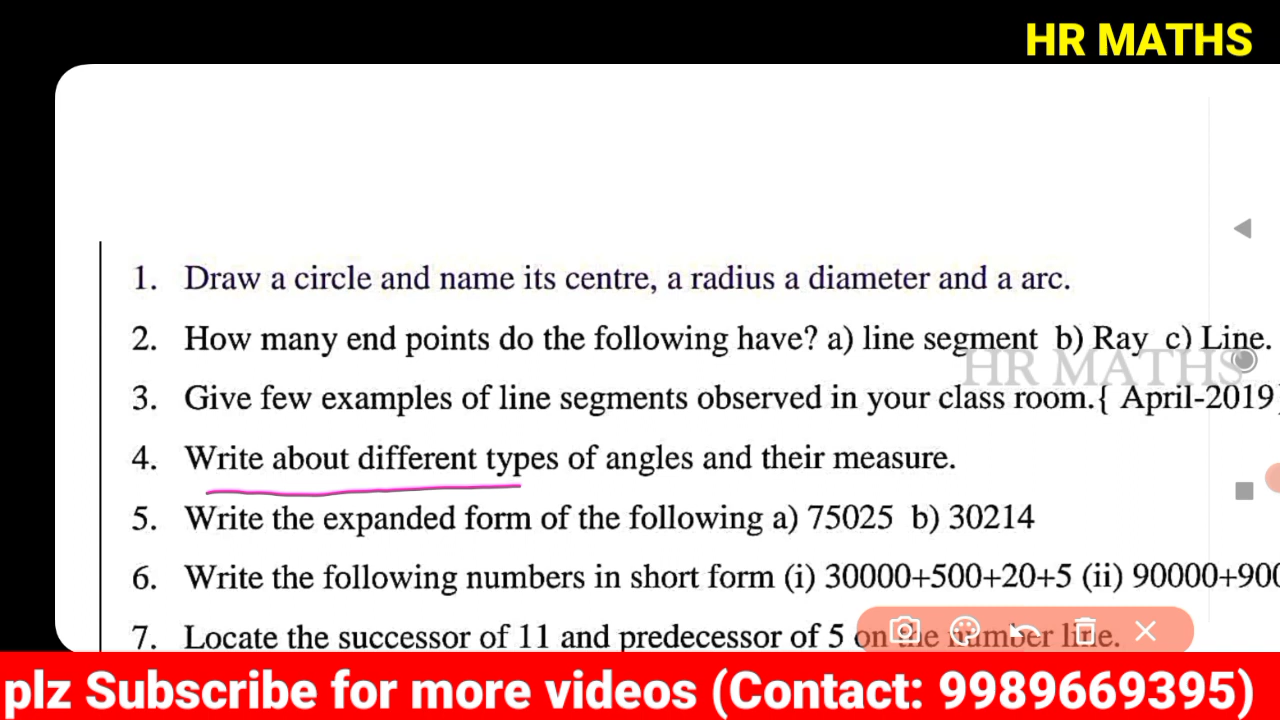 HR MATHS
1. Draw a circle and name its centre, a radius a diameter and a arc.
2. How many end points do the following have? a) line segment b) Ray c) Line.
HR MATHS
3. Give few examples of line segments observed in your class room.{ April-2019
4. Write about different types of angles and their measure.
5. Write the expanded form of the following a) 75025 b) 30214
6. Write the following numbers in short form (i) 30000+500+20+5 (ii) 90000+900
7. Locate the successor of 11 and predecessor of 5 on the number line.
plz Subscribe for more videos (Contact: 9989669395)